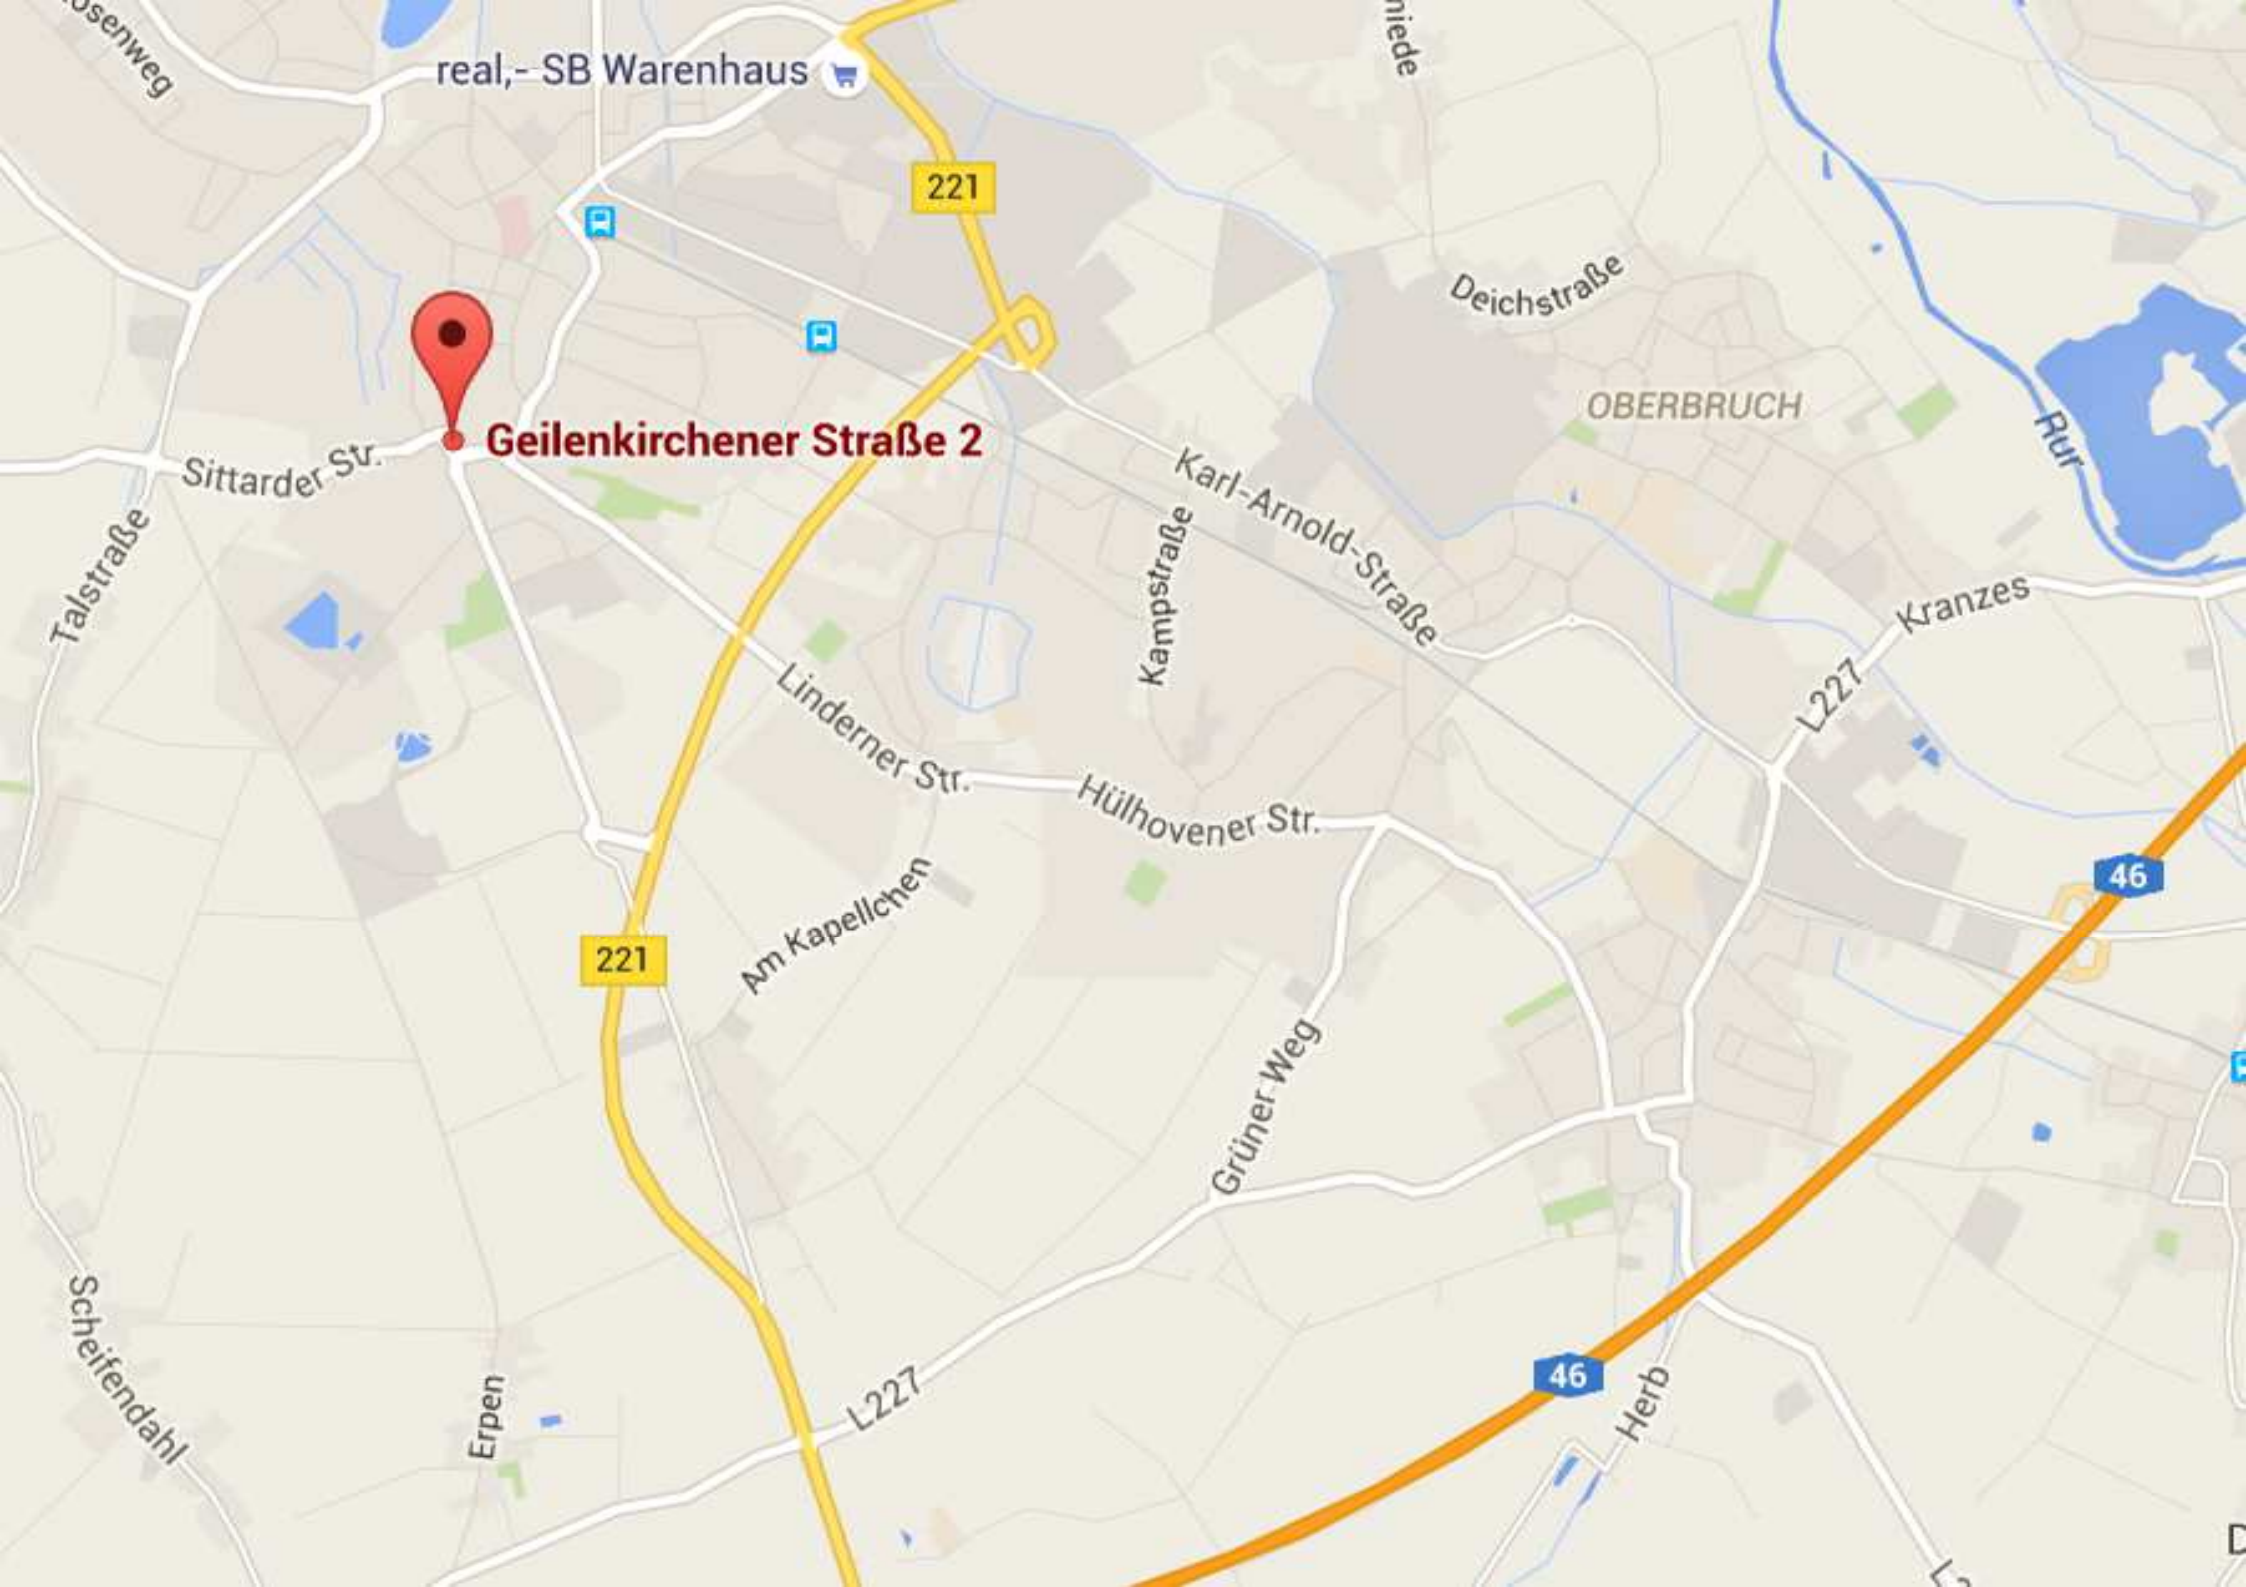 real,- SB Warenhaus
221
Deichstraße
OBERBRUCH
Rur
Geilenkirchener Straße 2
Sittarder Str.
Karl-Arnold-Straße
Talstraße
Kampstraße
Kranzes
L227
Linderner Str.
Hülhovener Str.
46
Am Kapellchen
221
Grüner Weg
Scheifendahl
Erpen
L227
46
Herb